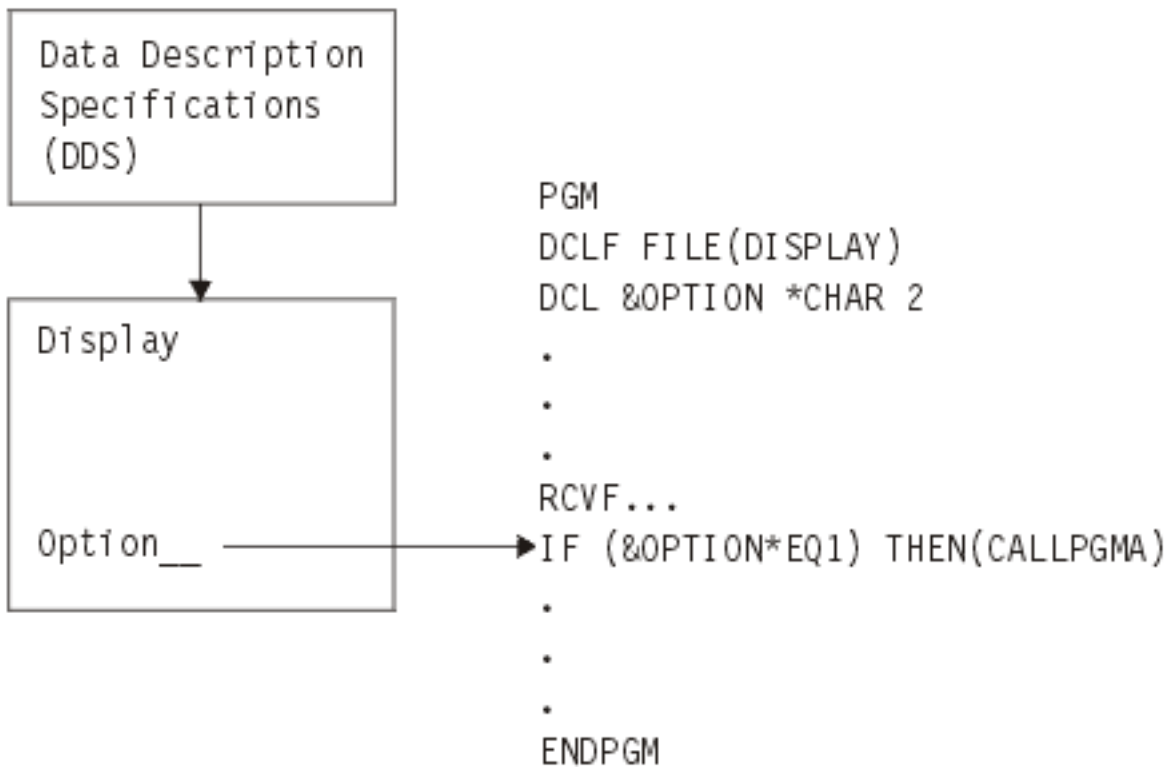 Data Description
Specifications
(DDS)
Display
Option__
PGM
DCLF FILE(DISPLAY)
DCL &OPTION *CHAR 2
.
.
.
RCVF...
IF (&OPTION*EQ1) THEN(CALLPGMA)
.
.
.
ENDPGM